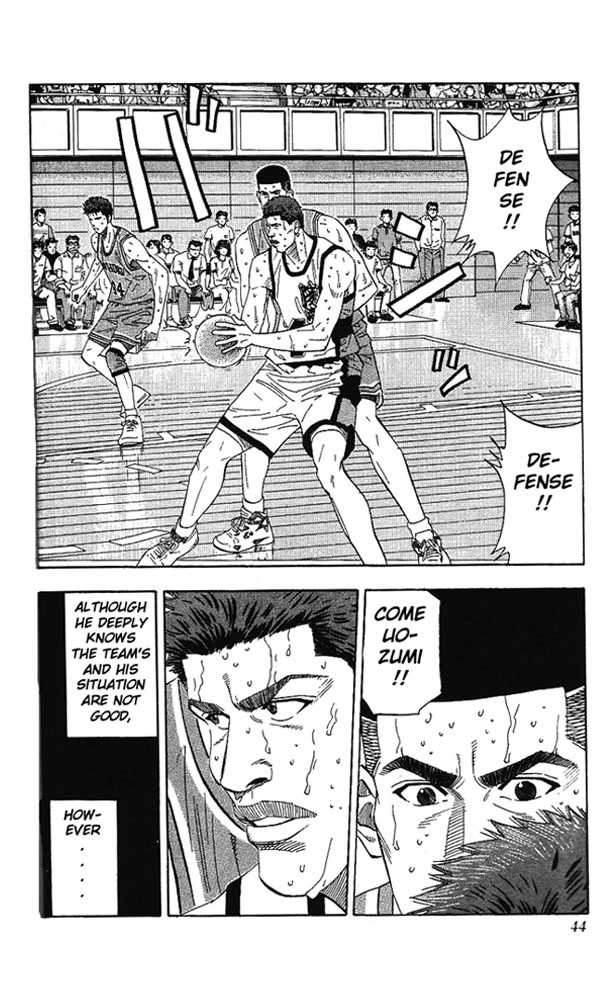 DE
FEN
SE
!!
DE-
FENSE
!!
COME
UO-
ZUMI
!!
ALTHOUGH
HE DEEPLY
KNOWS
THE TEAM'S
AND HIS
SITUATION
ARE NOT
GOOD,
HOW-
EVER
.
.
.
.
44